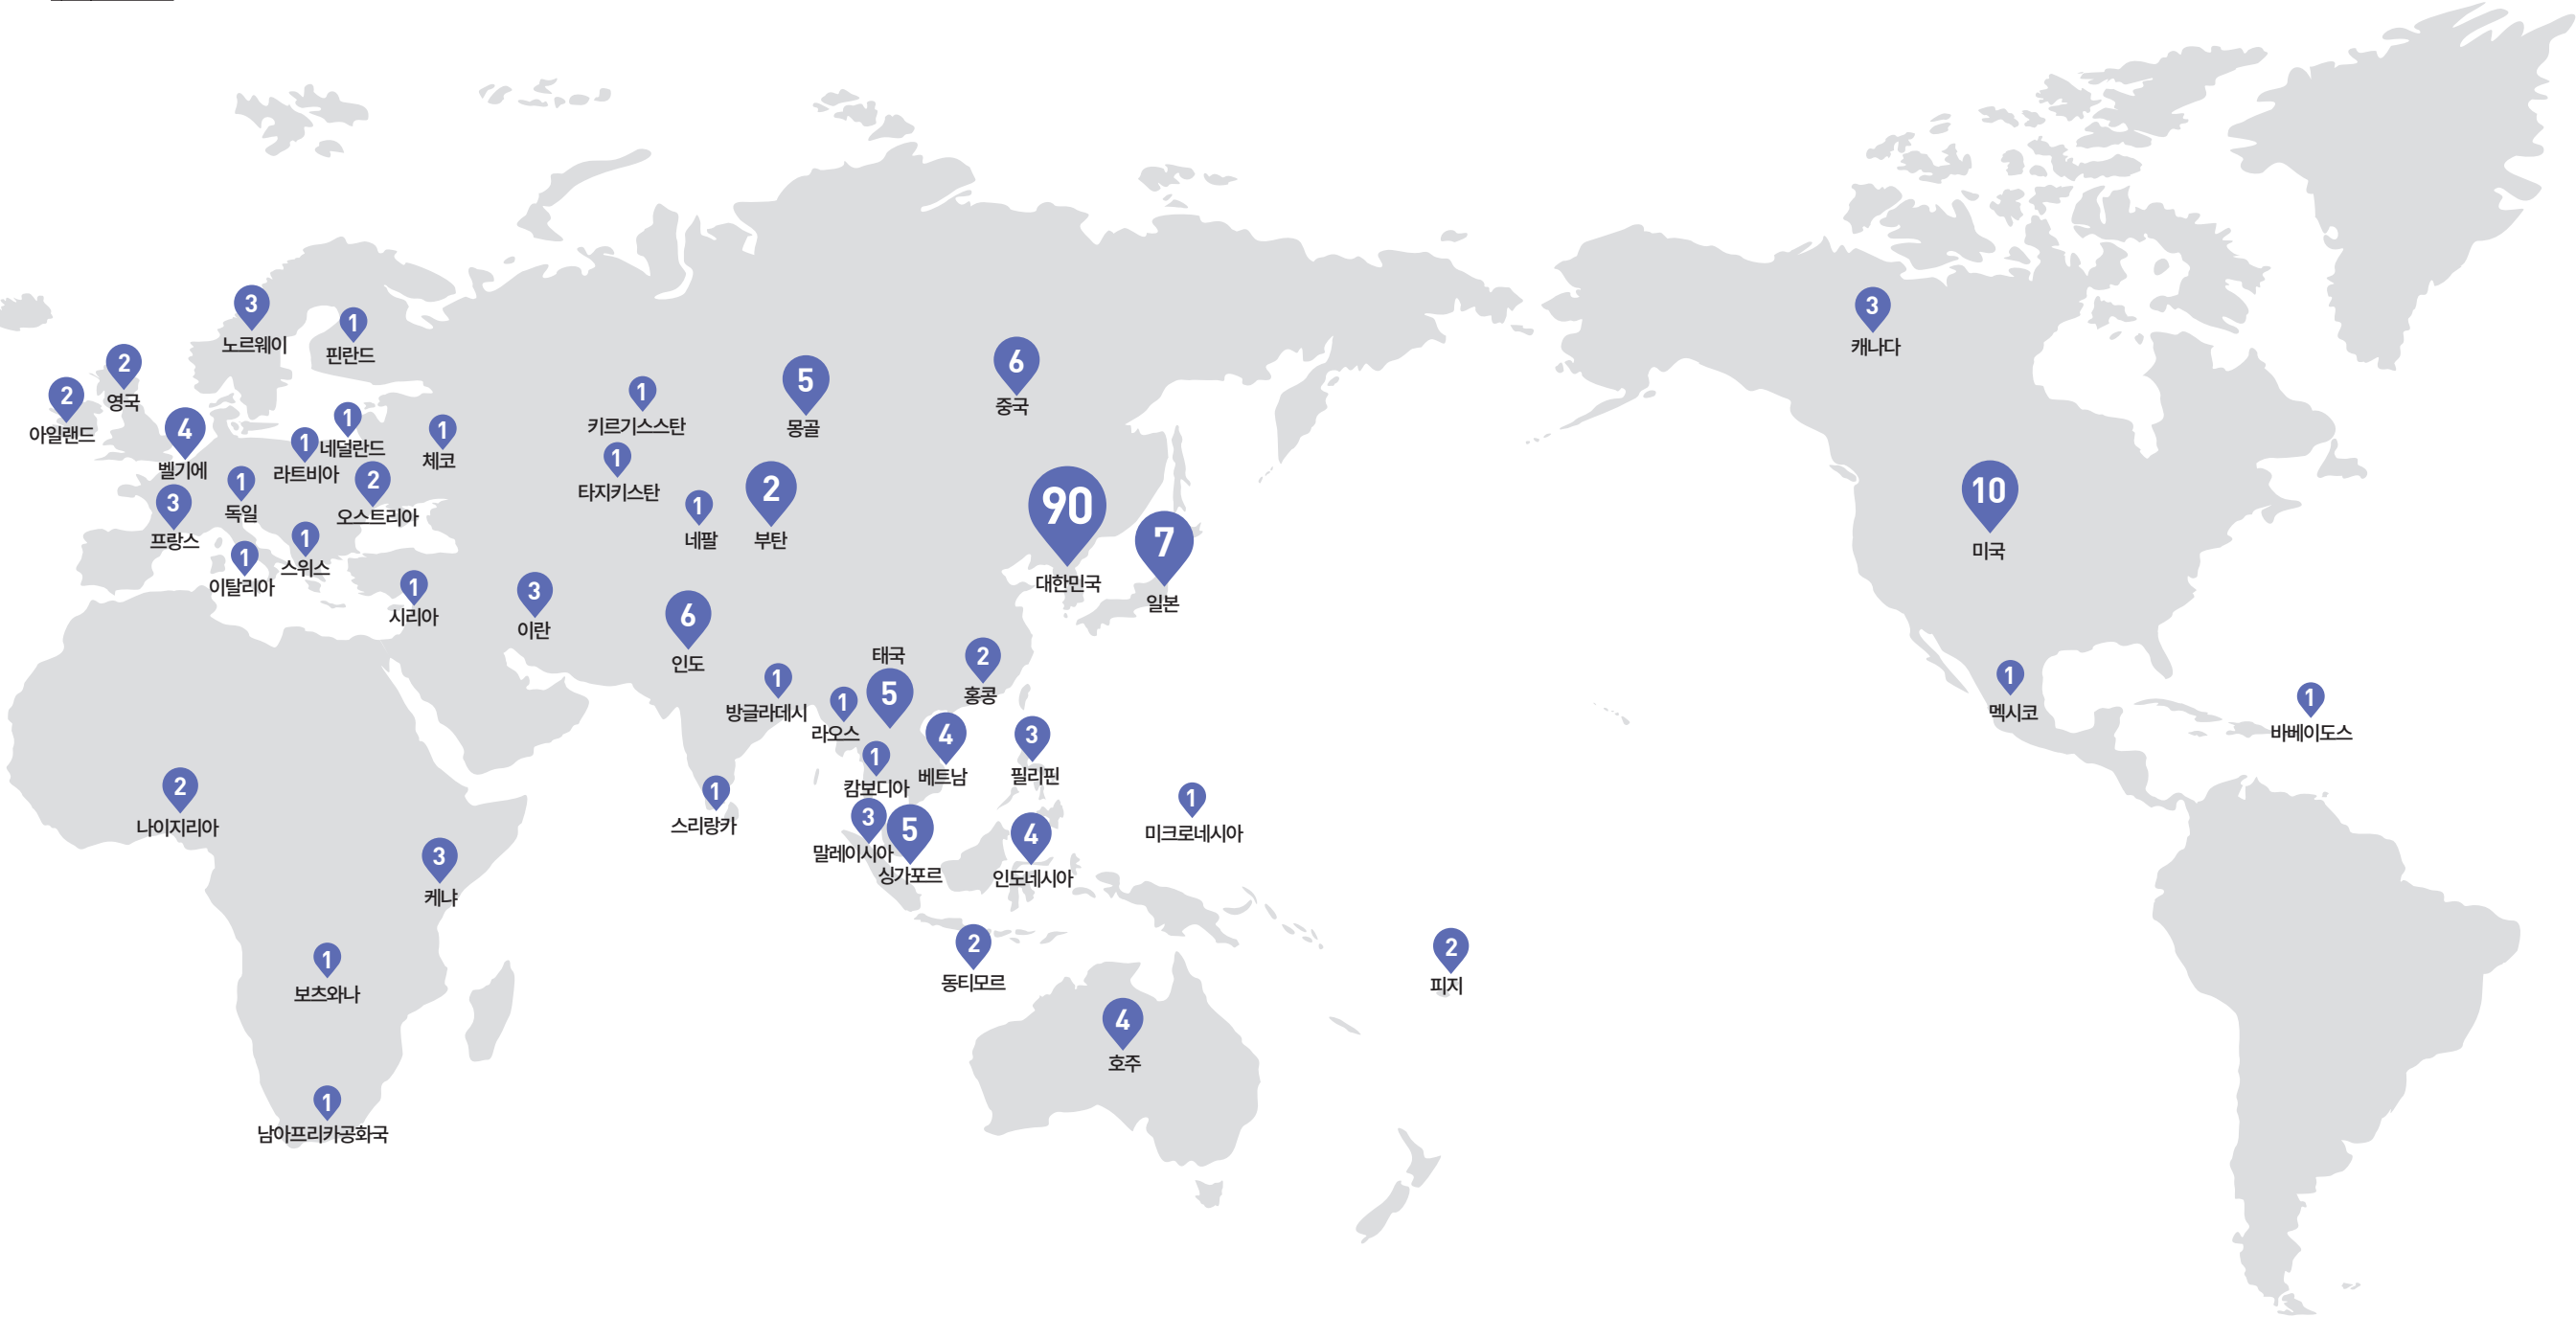 3
노르웨이
1
핀란드
2
영국
2
아일랜드
4
벨기에
1
네덜란드
1
라트비아
1
체코
3
프랑스
1
독일
2
오스트리아
1
이탈리아
1
스위스
1
시리아
3
이란
1
키르기스스탄
1
타지키스탄
5
몽골
6
중국
1
네팔
2
부탄
90
대한민국
7
일본
6
인도
1
방글라데시
1
라오스
태국
5
2
홍콩
1
캄보디아
4
베트남
3
필리핀
1
스리랑카
3
말레이시아
5
싱가포르
4
인도네시아
1
미크로네시아
2
동티모르
2
피지
4
호주
2
나이지리아
3
케냐
1
보츠와나
1
남아프리카공화국
3
캐나다
10
미국
1
멕시코
1
바베이도스